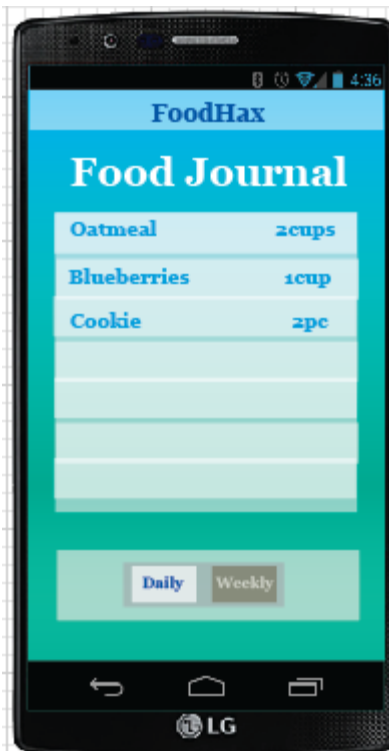 4:36
FoodHax
Food Journal
Oatmeal 2cups
Blueberries 1cup
Cookie 2pc
Daily Weekly
LG